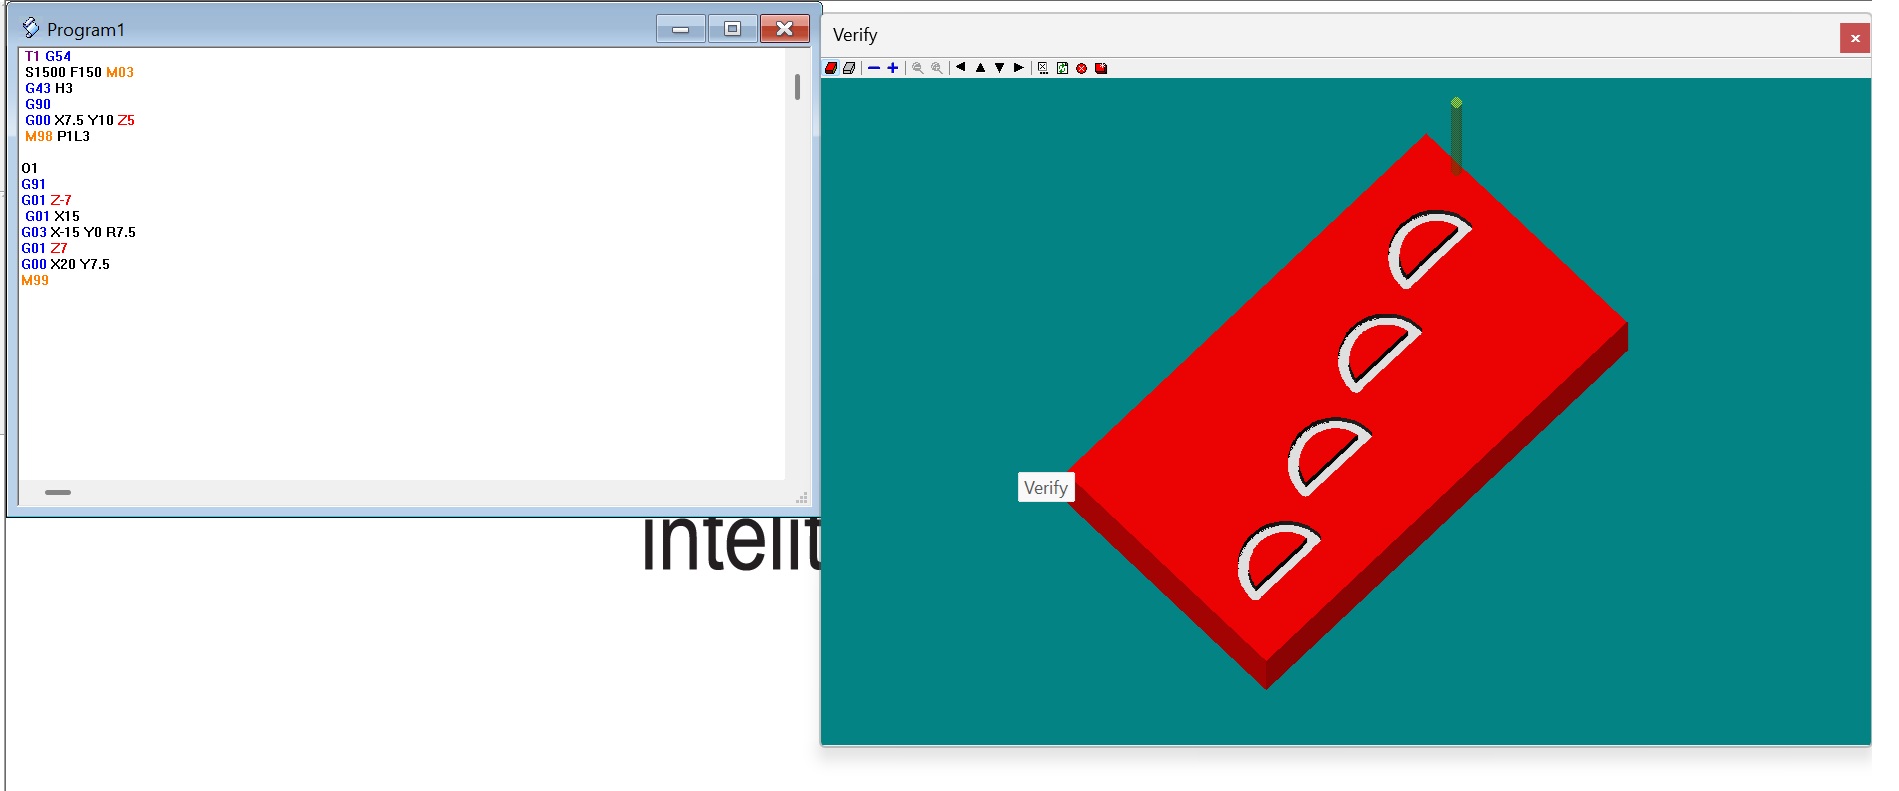 Program1
T1 G54
S1500 F150 M03
G43 H3
G90
G00 X7.5 Y10 Z5
M98 P1L3
O1
G91
G01 Z-7
G01 X15
G03 X-15 Y0 R7.5
G01 Z7
G00 X20 Y7.5
M99
intelit
Verify
Verify